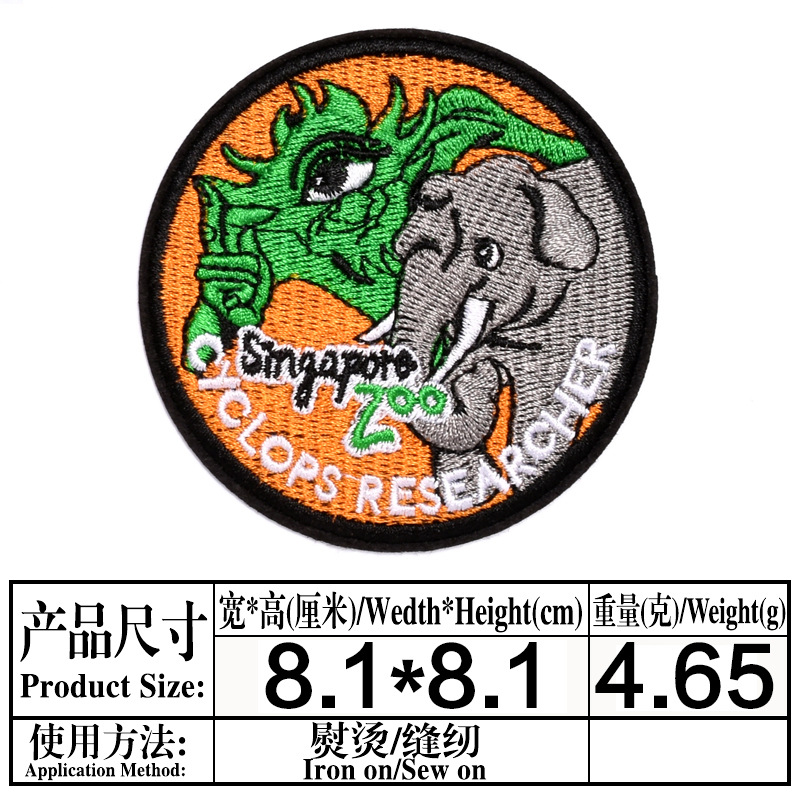 Singapore
Zoo
CYCLOPS RESEARCHER
产品尺寸
Product Size:
宽*高(厘米)/Wedth*Height(cm)
8.1*8.1
重量(克)/Weight(g)
4.65
使用方法:
Application Method:
熨烫/缝纫
Iron on/Sew on